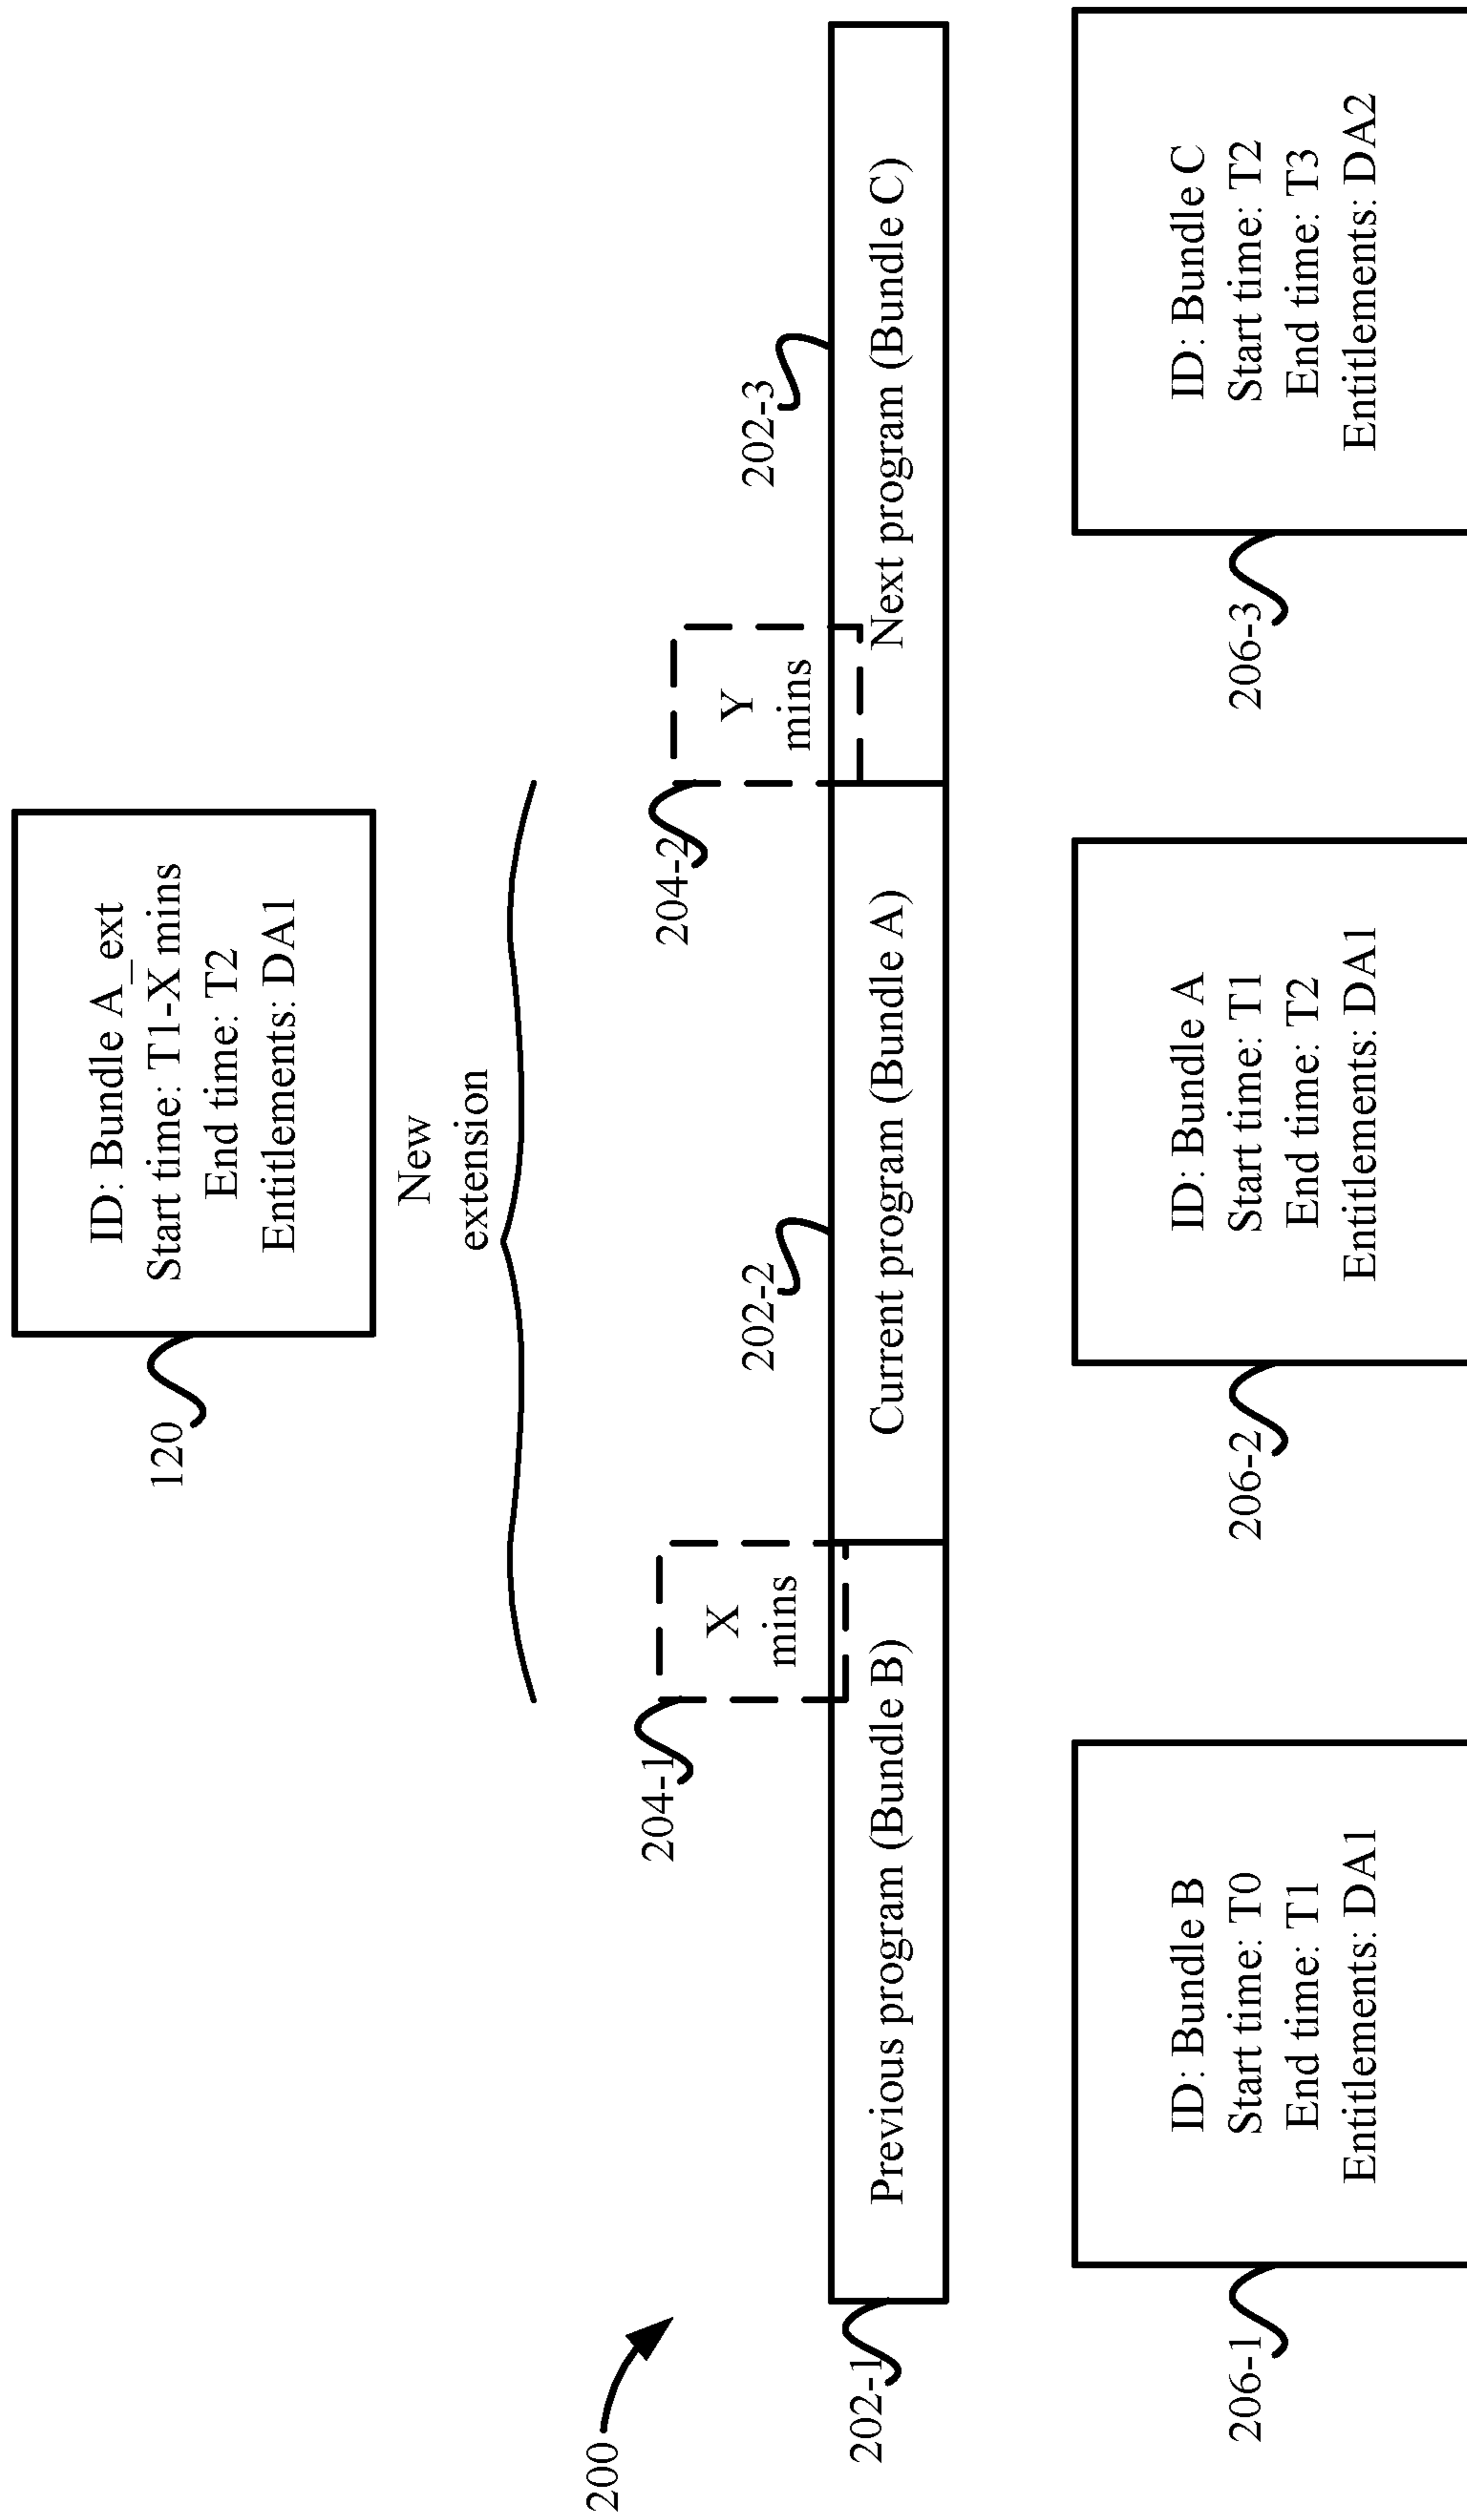 ID: Bundle A_ext
Start time: T1-X mins
End time: T2
Entitlements: DA1
120
New
extension
200
204-1
X
mins
204-2
Y
mins
202-2
202-3
202-1
Previous program (Bundle B)
Current program (Bundle A)
Next program (Bundle C)
206-1
ID: Bundle B
Start time: T0
End time: T1
Entitlements: DA1
206-2
ID: Bundle A
Start time: T1
End time: T2
Entitlements: DA1
206-3
ID: Bundle C
Start time: T2
End time: T3
Entitlements: DA2